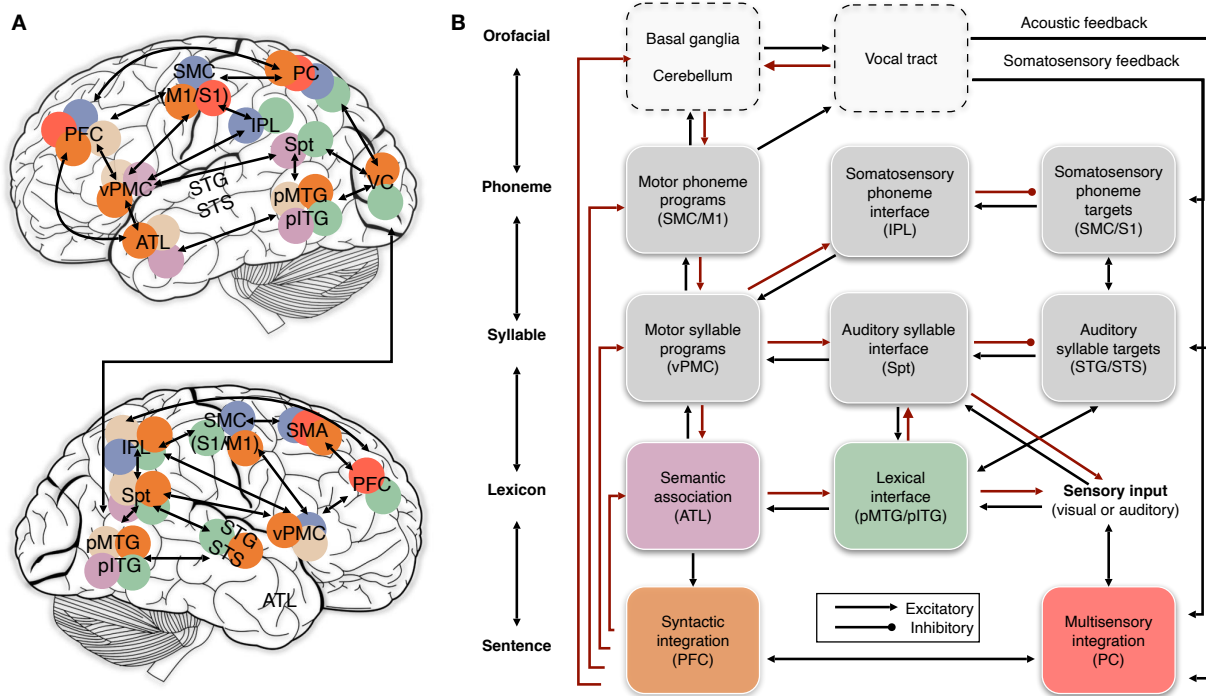 A
SMC
(M1/S1)
PC
PFC
IPL
Spt
vPMC
STG
STS
pMTG
VC
pITG
ATL
SMC
(S1/M1)
SMA
IPL
PFC
Spt
STG
STS
vPMC
pMTG
pITG
ATL
B
Orofacial
Phoneme
Syllable
Lexicon
Sentence
Basal ganglia
Cerebellum
Vocal tract
Acoustic feedback
Somatosensory feedback
Motor phoneme
programs
(SMC/M1)
Somatosensory
phoneme
interface
(IPL)
Somatosensory
phoneme
targets
(SMC/S1)
Motor syllable
programs
(vPMC)
Auditory syllable
interface
(Spt)
Auditory
syllable targets
(STG/STS)
Semantic
association
(ATL)
Lexical
interface
(pMTG/pITG)
Sensory input
(visual or auditory)
Syntactic
integration
(PFC)
Excitatory
Inhibitory
Multisensory
integration
(PC)